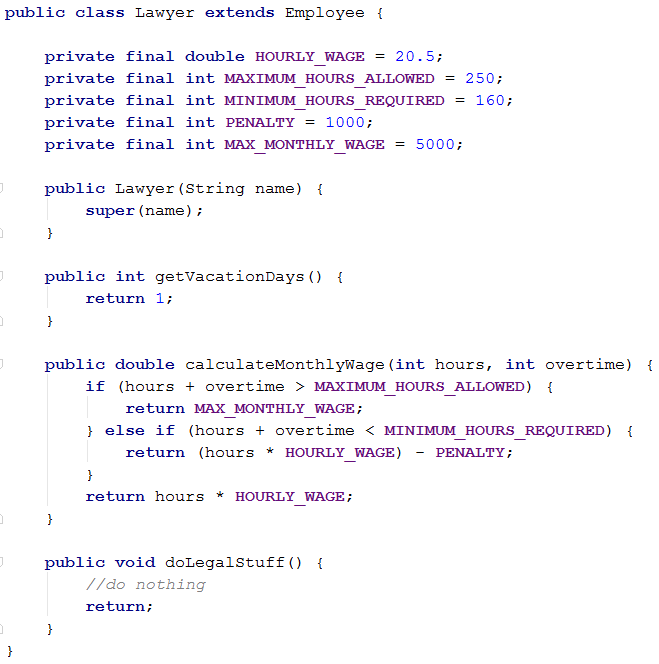 public class Lawyer extends Employee {
    private final double HOURLY_WAGE = 20.5;
    private final int MAXIMUM_HOURS_ALLOWED = 250;
    private final int MINIMUM_HOURS_REQUIRED = 160;
    private final int PENALTY = 1000;
    private final int MAX_MONTHLY_WAGE = 5000;
    public Lawyer(String name) {
        super(name);
    }
    public int getVacationDays() {
        return 1;
    }
    public double calculateMonthlyWage(int hours, int overtime) {
        if (hours + overtime > MAXIMUM_HOURS_ALLOWED) {
            return MAX_MONTHLY_WAGE;
        } else if (hours + overtime < MINIMUM_HOURS_REQUIRED) {
            return (hours * HOURLY_WAGE) - PENALTY;
        }
        return hours * HOURLY_WAGE;
    }
    public void doLegalStuff() {
        //do nothing
        return;
    }
}